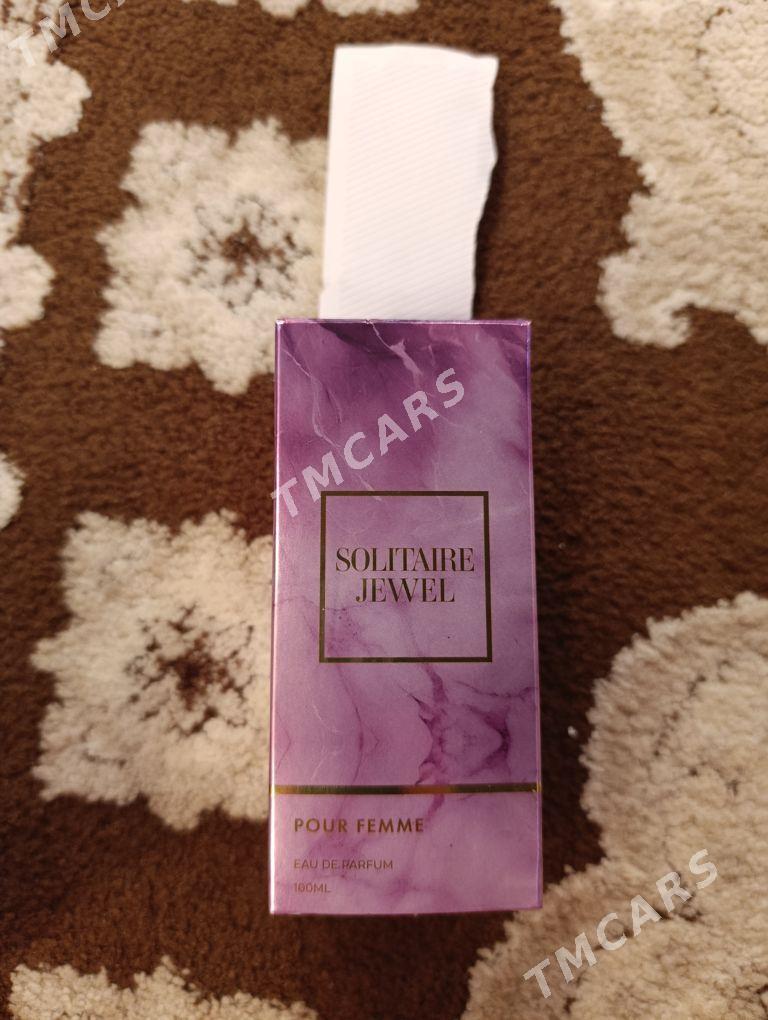 TMCARS
TMCARS
SOLITAIRE
JEWEL
POUR FEMME
EAU DE PARFUM
100ML
TMCARS